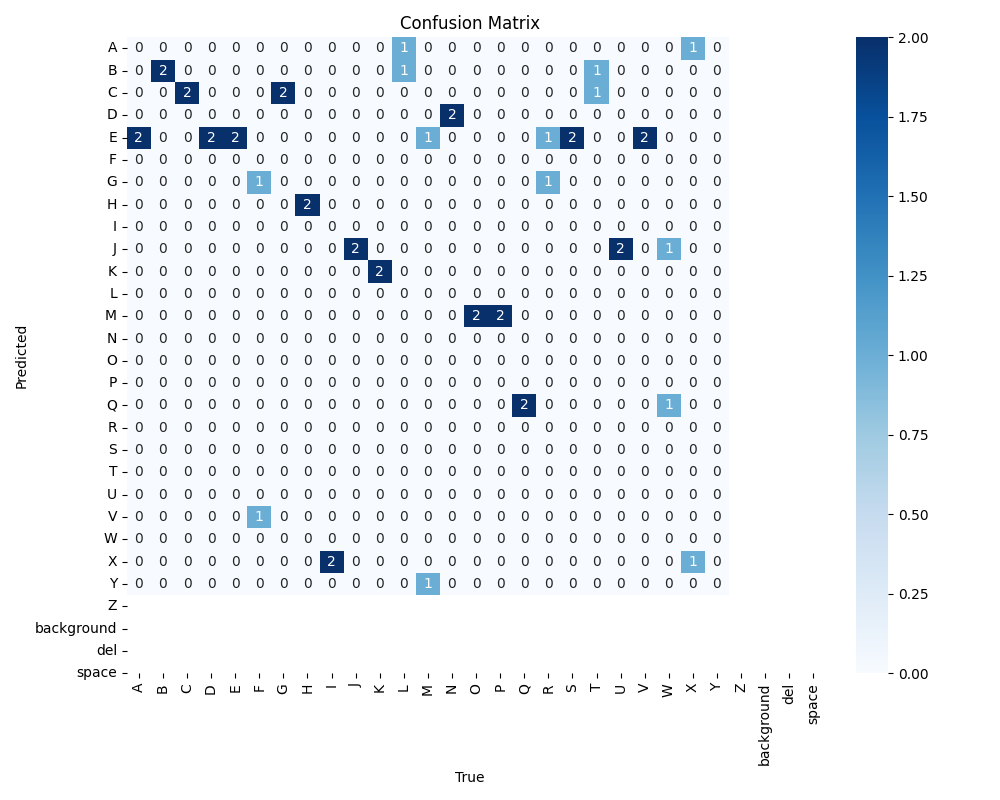 Confusion Matrix
A 0 0 0 0 0 0 0 0 0 0 0 1 0 0 0 0 0 0 0 0 0 0 0 1 0
B 0 2 0 0 0 0 0 0 0 0 0 1 0 0 0 0 0 0 0 1 0 0 0 0 0
C 0 0 2 0 0 0 2 0 0 0 0 0 0 0 0 0 0 0 0 1 0 0 0 0 0
D 0 0 0 0 0 0 0 0 0 0 0 0 0 2 0 0 0 0 0 0 0 0 0 0 0
E 2 0 0 2 2 0 0 0 0 0 0 0 1 0 0 0 0 1 2 0 0 2 0 0 0
F 0 0 0 0 0 0 0 0 0 0 0 0 0 0 0 0 0 0 0 0 0 0 0 0 0
G 0 0 0 0 0 1 0 0 0 0 0 0 0 0 0 0 0 1 0 0 0 0 0 0 0
H 0 0 0 0 0 0 0 2 0 0 0 0 0 0 0 0 0 0 0 0 0 0 0 0 0
I 0 0 0 0 0 0 0 0 0 0 0 0 0 0 0 0 0 0 0 0 0 0 0 0 0
J 0 0 0 0 0 0 0 0 0 2 0 0 0 0 0 0 0 0 0 0 2 0 1 0 0
K 0 0 0 0 0 0 0 0 0 0 2 0 0 0 0 0 0 0 0 0 0 0 0 0 0
L 0 0 0 0 0 0 0 0 0 0 0 0 0 0 0 0 0 0 0 0 0 0 0 0 0
M 0 0 0 0 0 0 0 0 0 0 0 0 0 0 2 2 0 0 0 0 0 0 0 0 0
N 0 0 0 0 0 0 0 0 0 0 0 0 0 0 0 0 0 0 0 0 0 0 0 0 0
O 0 0 0 0 0 0 0 0 0 0 0 0 0 0 0 0 0 0 0 0 0 0 0 0 0
P 0 0 0 0 0 0 0 0 0 0 0 0 0 0 0 0 0 0 0 0 0 0 0 0 0
Q 0 0 0 0 0 0 0 0 0 0 0 0 0 0 0 0 2 0 0 0 0 0 1 0 0
R 0 0 0 0 0 0 0 0 0 0 0 0 0 0 0 0 0 0 0 0 0 0 0 0 0
S 0 0 0 0 0 0 0 0 0 0 0 0 0 0 0 0 0 0 0 0 0 0 0 0 0
T 0 0 0 0 0 0 0 0 0 0 0 0 0 0 0 0 0 0 0 0 0 0 0 0 0
U 0 0 0 0 0 0 0 0 0 0 0 0 0 0 0 0 0 0 0 0 0 0 0 0 0
V 0 0 0 0 0 1 0 0 0 0 0 0 0 0 0 0 0 0 0 0 0 0 0 0 0
W 0 0 0 0 0 0 0 0 0 0 0 0 0 0 0 0 0 0 0 0 0 0 0 0 0
X 0 0 0 0 0 0 0 0 2 0 0 0 0 0 0 0 0 0 0 0 0 0 0 1 0
Y 0 0 0 0 0 0 0 0 0 0 0 0 1 0 0 0 0 0 0 0 0 0 0 0 0
Z
background
del
space
A B C D E F G H I J K L M N O P Q R S T U V W X Y Z background del space
True
Predicted
2.00
1.75
1.50
1.25
1.00
0.75
0.50
0.25
0.00